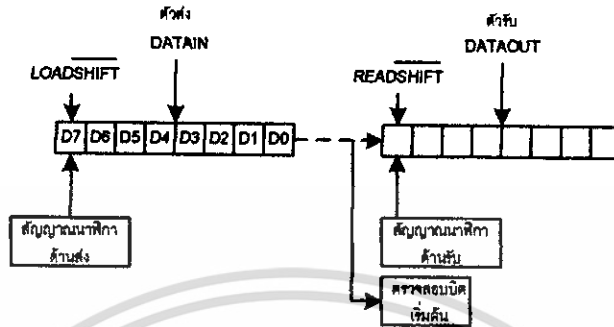 ตัวส่ง
DATAIN
LOADSHIFT
D7 D6 D5 D4 D3 D2 D1 D0
สัญญาณนาฬิกา
ด้านส่ง
ตัวรับ
DATAOUT
READSHIFT
สัญญาณนาฬิกา
ด้านรับ
ตรวจสอบบิต
เริ่มต้น